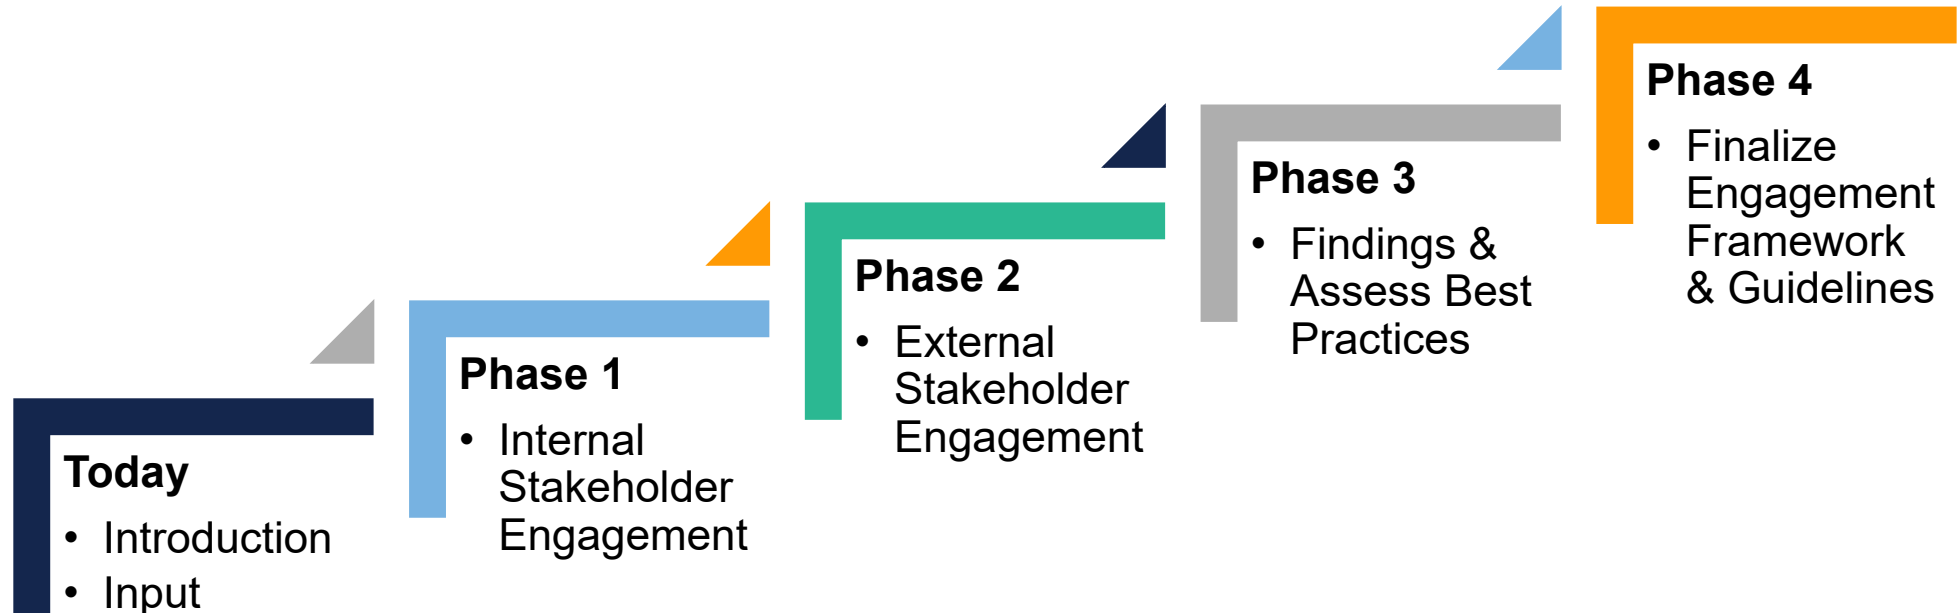 Today
• Introduction
• Input
Phase 1
• Internal
Stakeholder
Engagement
Phase 2
• External
Stakeholder
Engagement
Phase 3
• Findings &
Assess Best
Practices
Phase 4
• Finalize
Engagement
Framework
& Guidelines